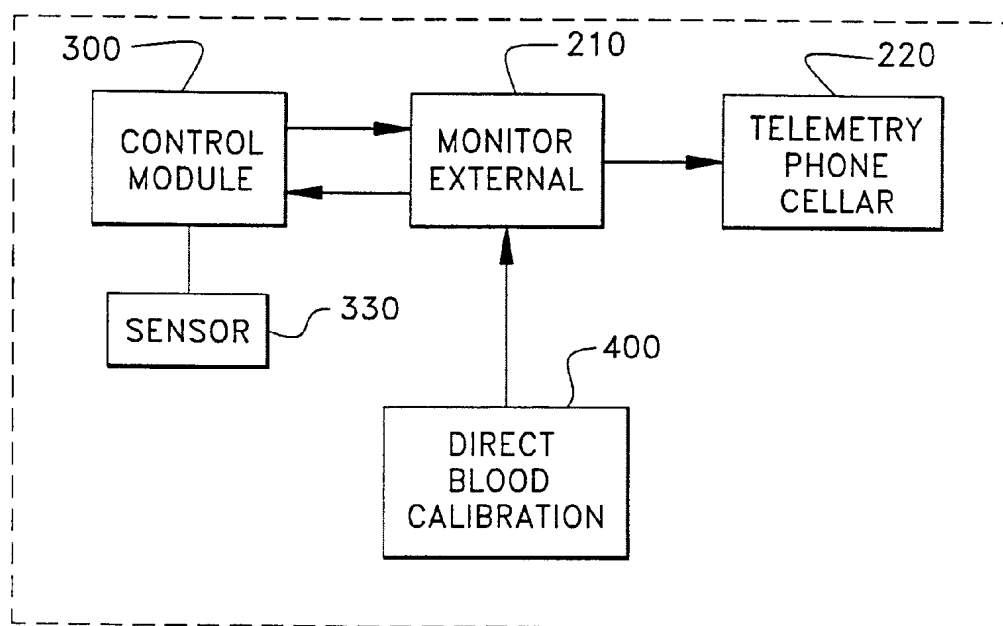 300
210
220
CONTROL
MODULE
MONITOR
EXTERNAL
TELEMETRY
PHONE
CELLAR
SENSOR
330
400
DIRECT
BLOOD
CALIBRATION